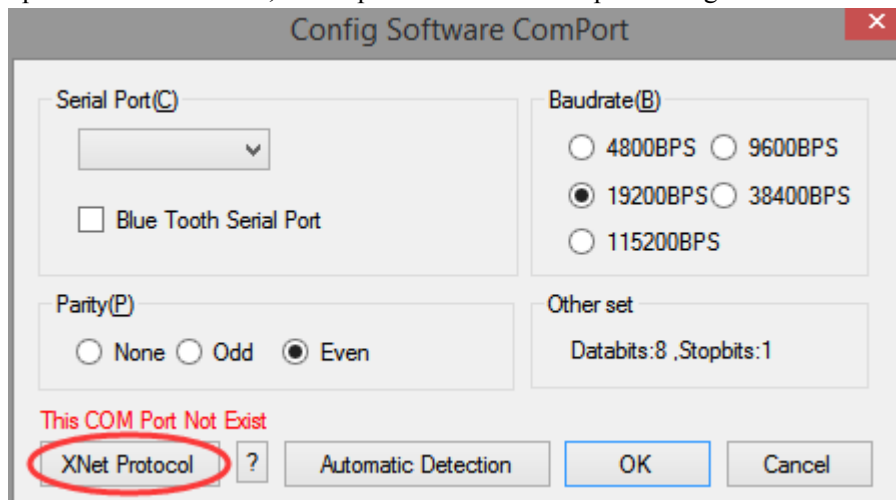 Config Software ComPort
Serial Port(C)
Blue Tooth Serial Port
Baudrate(B)
4800BPS 9600BPS
19200BPS 38400BPS
115200BPS
Parity(P)
None Odd Even
Other set
Databits:8 ,Stopbits:1
This COM Port Not Exist
XNet Protocol ? Automatic Detection OK Cancel